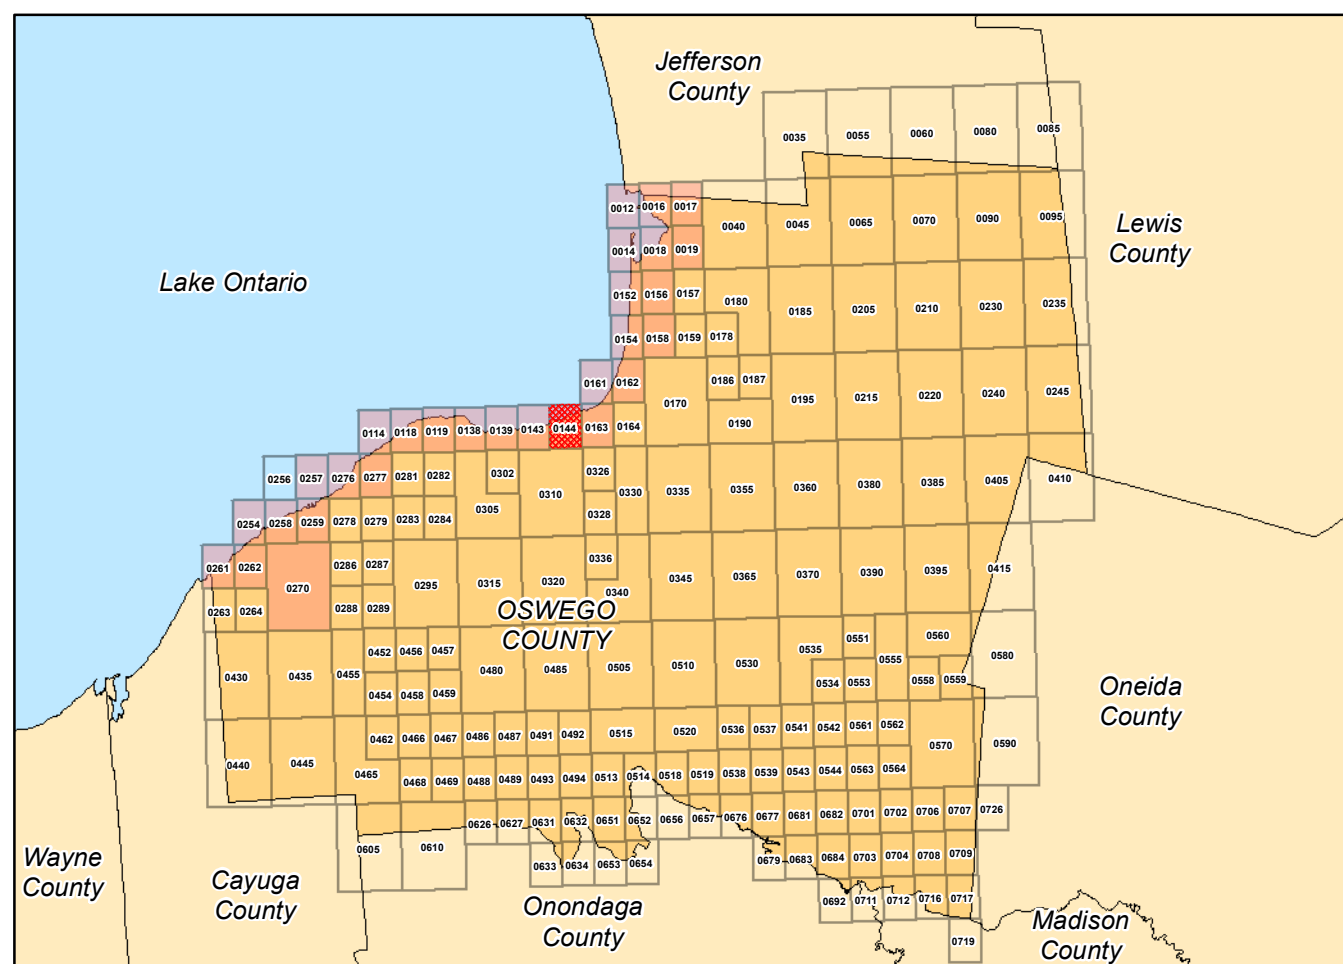 Jefferson
County
0035 0055 0060 0080 0085
0012 0016 0017
0040 0045 0065 0070 0090 0095
Lewis
County
0014 0018 0019
Lake Ontario
0152 0156 0157 0180 0185 0205 0210 0230 0235
0154 0158 0159 0178
0161 0162 0186 0187
0170 0195 0215 0220 0240 0245
0114 0118 0119 0138 0139 0143 0144 0163 0164 0190
0256 0257 0276 0277 0281 0282 0302 0326
0310 0330 0335 0355 0360 0380 0385 0405 0410
0254 0258 0259 0278 0279 0283 0284 0305 0328
0261 0262 0286 0287 0336
0270 0295 0315 0320 0340 0345 0365 0370 0390 0395 0415
0263 0264 0288 0289
OSWEGO
COUNTY
0452 0456 0457 0551 0560
0430 0435 0455 0480 0485 0505 0510 0530 0535 0555 0580
0454 0458 0459 0534 0553 0558 0559
Oneida
County
0462 0466 0467 0486 0487 0491 0492 0515 0520 0536 0537 0541 0542 0561 0562 0570 0590
0440 0445 0465 0468 0469 0488 0489 0493 0494 0513 0514 0518 0519 0538 0539 0543 0544 0563 0564
0626 0627 0631 0632 0651 0652 0656 0657 0676 0677 0681 0682 0701 0702 0706 0707 0726
0605 0610
0633 0634 0653 0654 0679 0683 0684 0703 0704 0708 0709
Wayne
County
Cayuga
County
Onondaga
County
0692 0711 0712 0716 0717
Madison
County
0719